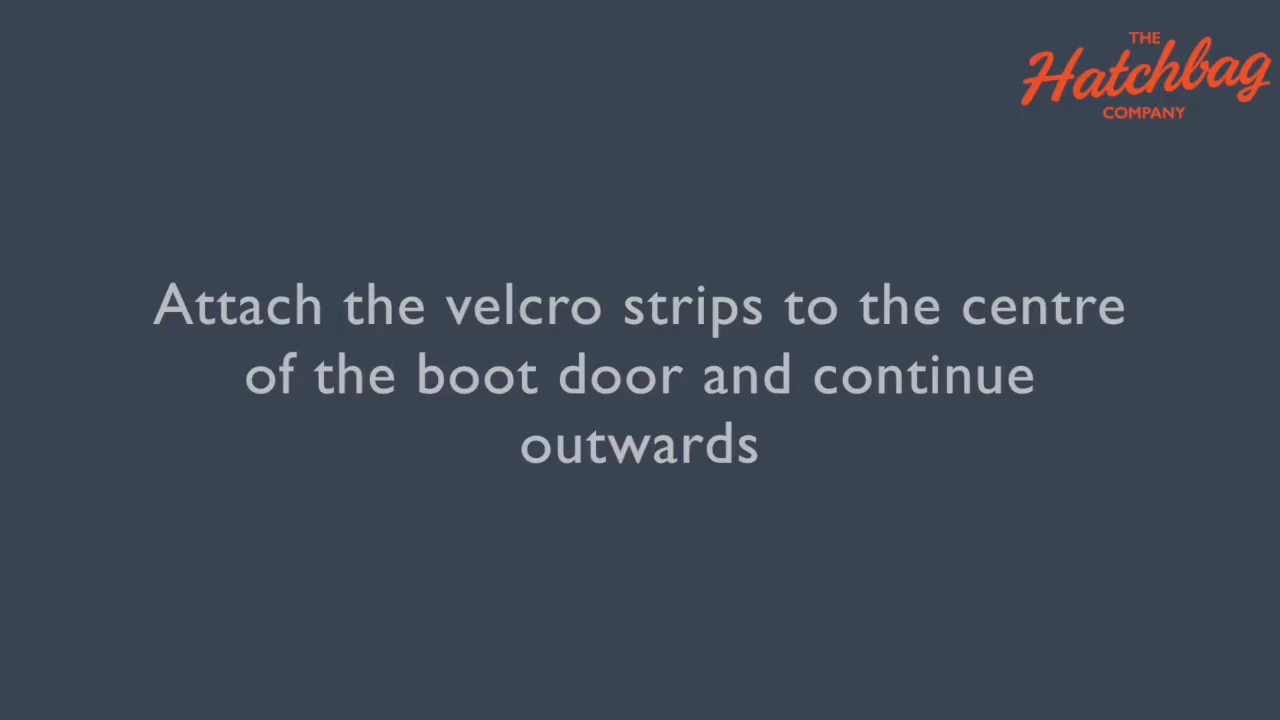 THE
Hatchbag
COMPANY
Attach the velcro strips to the centre
of the boot door and continue
outwards